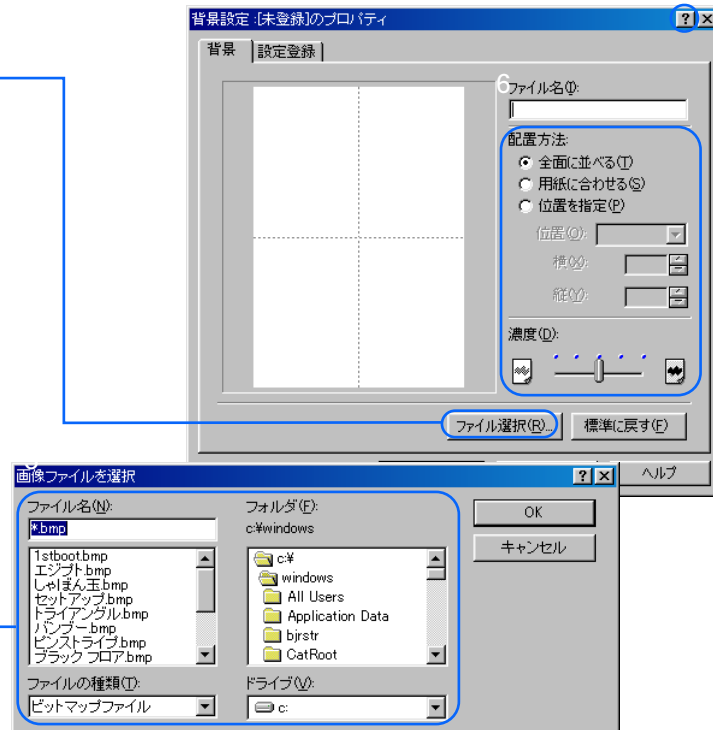 背景設定 :[未登録]のプロパティ
背景
設定登録
6
ファイル名(I):
配置方法:
全面に並べる(T)
用紙に合わせる(S)
位置を指定(P)
位置(O):
横(X):
縦(Y):
濃度(D):
ファイル選択(R)...
標準に戻す(F)
ヘルプ
画像ファイルを選択
ファイル名(N):
*.bmp
1stboot.bmp
エジプト.bmp
しゃぼん玉.bmp
セットアップ.bmp
トライアングル.bmp
バンブー.bmp
ピンストライプ.bmp
ブラック フロア.bmp
ファイルの種類(T):
ビットマップファイル
フォルダ(F):
c:¥windows
c:¥
windows
All Users
Application Data
bjrstr
CatRoot
ドライブ(V):
c:
OK
キャンセル